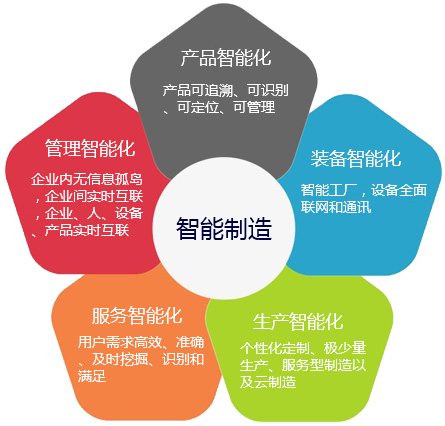 产品智能化
产品可追溯、可识别
、可定位、可管理
管理智能化
企业内无信息孤岛
，企业间实时互联
，企业、人、设备
、产品实时互联
装备智能化
智能工厂，设备全面
联网和通讯
智能制造
服务智能化
用户需求高效、准确
、及时挖掘、识别和
满足
生产智能化
个性化定制、极少量
生产、服务型制造以
及云制造